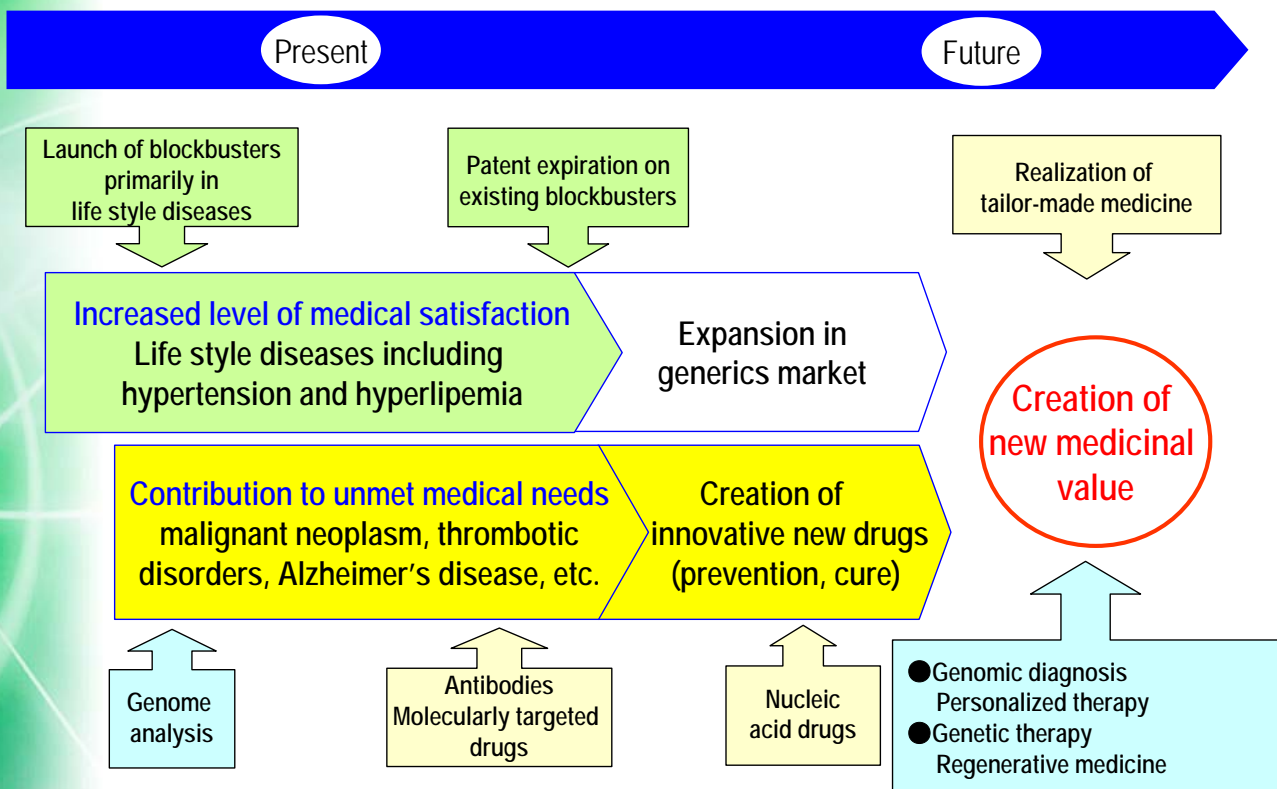 Present
Future
Launch of blockbusters
primarily in
life style diseases
Patent expiration on
existing blockbusters
Realization of
tailor-made medicine
Increased level of medical satisfaction
Life style diseases including
hypertension and hyperlipemia
Expansion in
generics market
Creation of
new medicinal
value
Contribution to unmet medical needs
malignant neoplasm, thrombotic
disorders, Alzheimer's disease, etc.
Creation of
innovative new drugs
(prevention, cure)
Genome
analysis
Antibodies
Molecularly targeted
drugs
Nucleic
acid drugs
●Genomic diagnosis
Personalized therapy
●Genetic therapy
Regenerative medicine